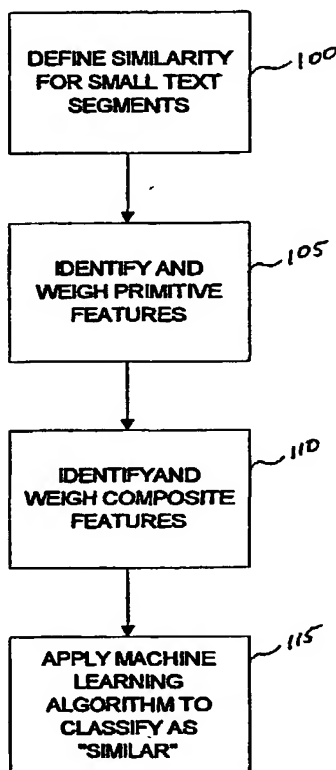 DEFINE SIMILARITY
FOR SMALL TEXT
SEGMENTS
100
IDENTIFY AND
WEIGH PRIMITIVE
FEATURES
105
IDENTIFYAND
WEIGH COMPOSITE
FEATURES
110
APPLY MACHINE
LEARNING
ALGORITHM TO
CLASSIFY AS
"SIMILAR"
115